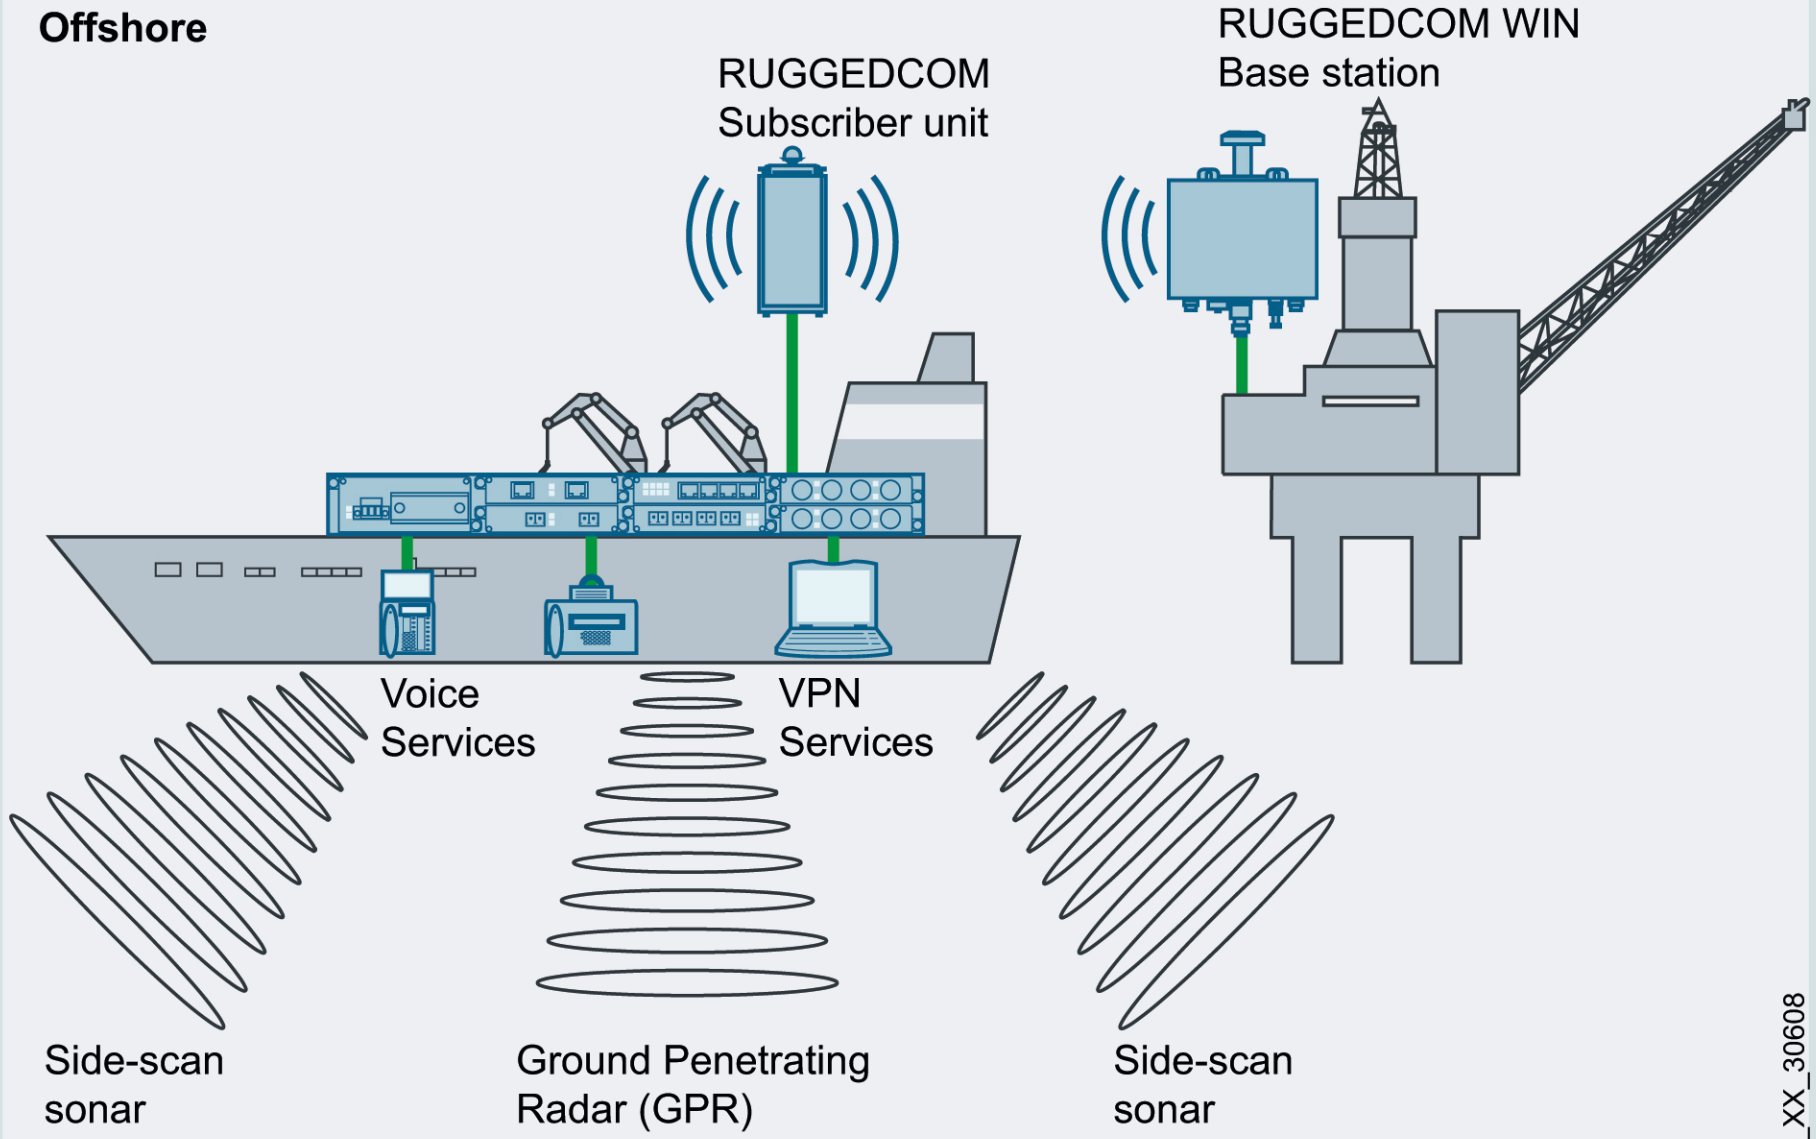 Offshore
RUGGEDCOM
Subscriber unit
RUGGEDCOM WIN
Base station
Voice
Services
VPN
Services
Side-scan
sonar
Ground Penetrating
Radar (GPR)
Side-scan
sonar
_XX_30608